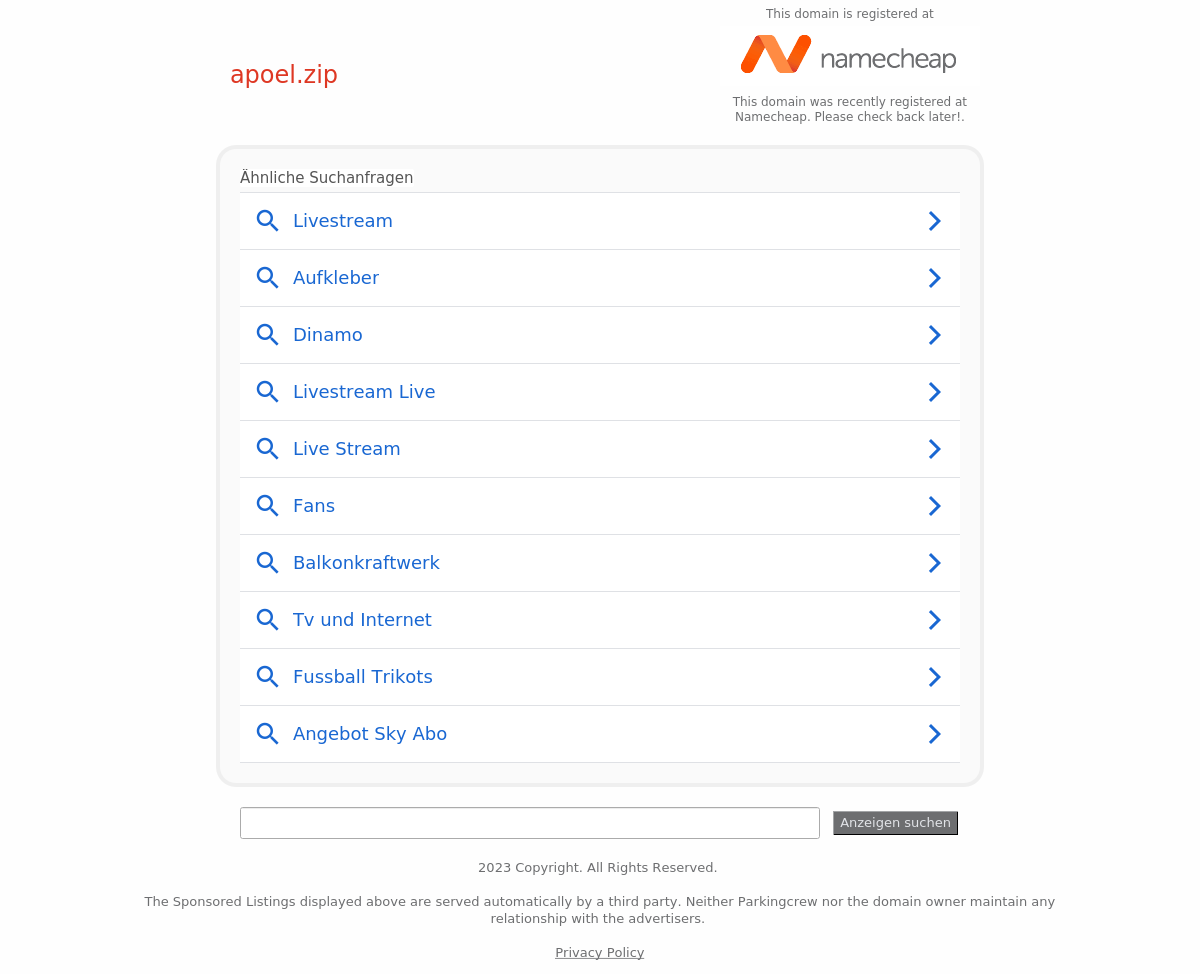 This domain is registered at
namecheap
apoel.zip
This domain was recently registered at
Namecheap. Please check back later!.
Ähnliche Suchanfragen
Livestream
Aufkleber
Dinamo
Livestream Live
Live Stream
Fans
Balkonkraftwerk
Tv und Internet
Fussball Trikots
Angebot Sky Abo
Anzeigen suchen
2023 Copyright. All Rights Reserved.
The Sponsored Listings displayed above are served automatically by a third party. Neither Parkingcrew nor the domain owner maintain any
relationship with the advertisers.
Privacy Policy